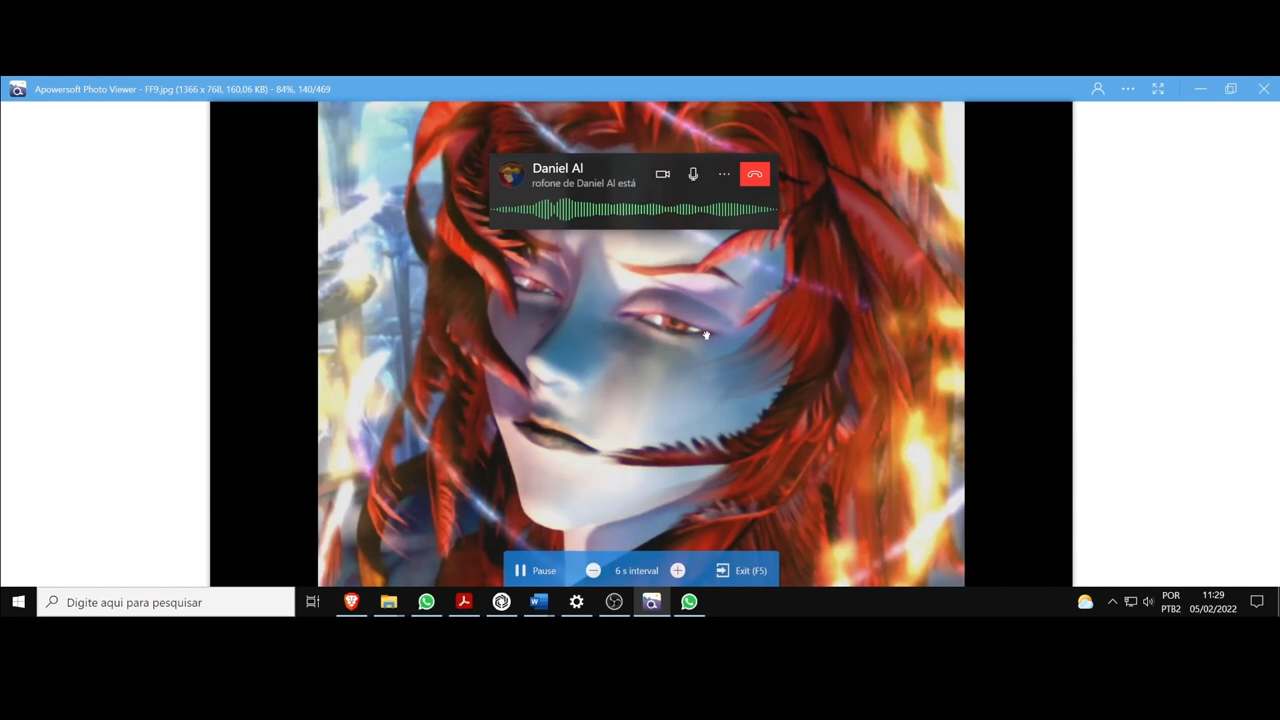 Apowersoft Photo Viewer - FF9.jpg (1366 x 768, 160,06 KB) - 84%, 140/469
Daniel Al
rofone de Daniel Al está
Pause
6 s interval
Exit (F5)
Digite aqui para pesquisar
POR
PTB2
11:29
05/02/2022